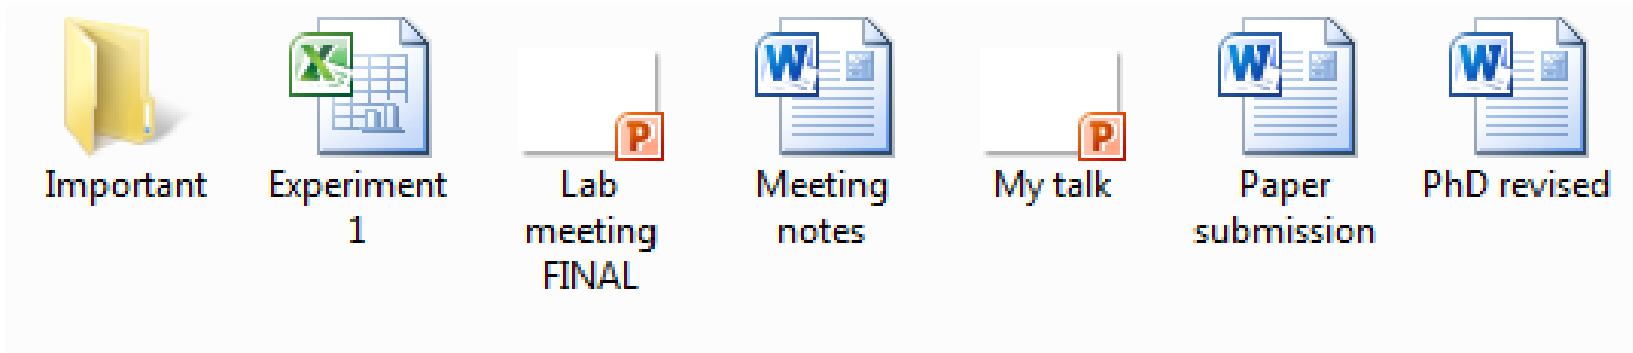 Important
Experiment
1
Lab
meeting
FINAL
Meeting
notes
My talk
Paper
submission
PhD revised